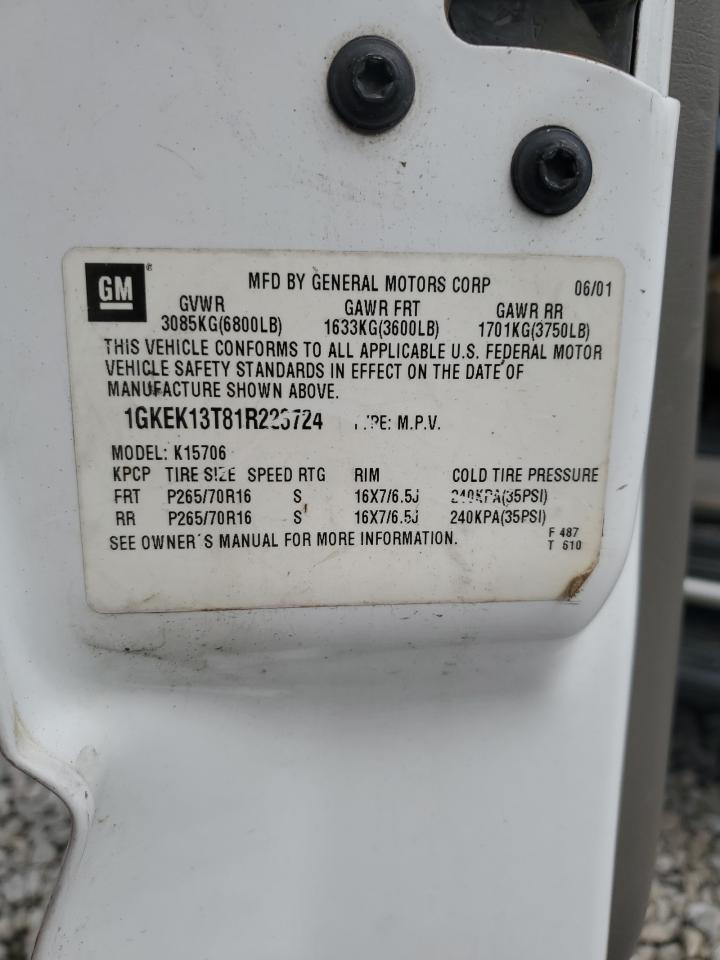 GM
MFD BY GENERAL MOTORS CORP 06/01
GVWR GAWR FRT GAWR RR
3085KG(6800LB) 1633KG(3600LB) 1701KG(3750LB)
THIS VEHICLE CONFORMS TO ALL APPLICABLE U.S. FEDERAL MOTOR
VEHICLE SAFETY STANDARDS IN EFFECT ON THE DATE OF
MANUFACTURE SHOWN ABOVE.
TYPE: M.P.V.
MODEL: K15706
KPCP TIRE SIZE SPEED RTG RIM COLD TIRE PRESSURE
FRT P265/70R16 S 16X7/6.5J 240KPA(35PSI)
RR P265/70R16 S 16X7/6.5J 240KPA(35PSI)
SEE OWNER'S MANUAL FOR MORE INFORMATION.
F 487
T 610